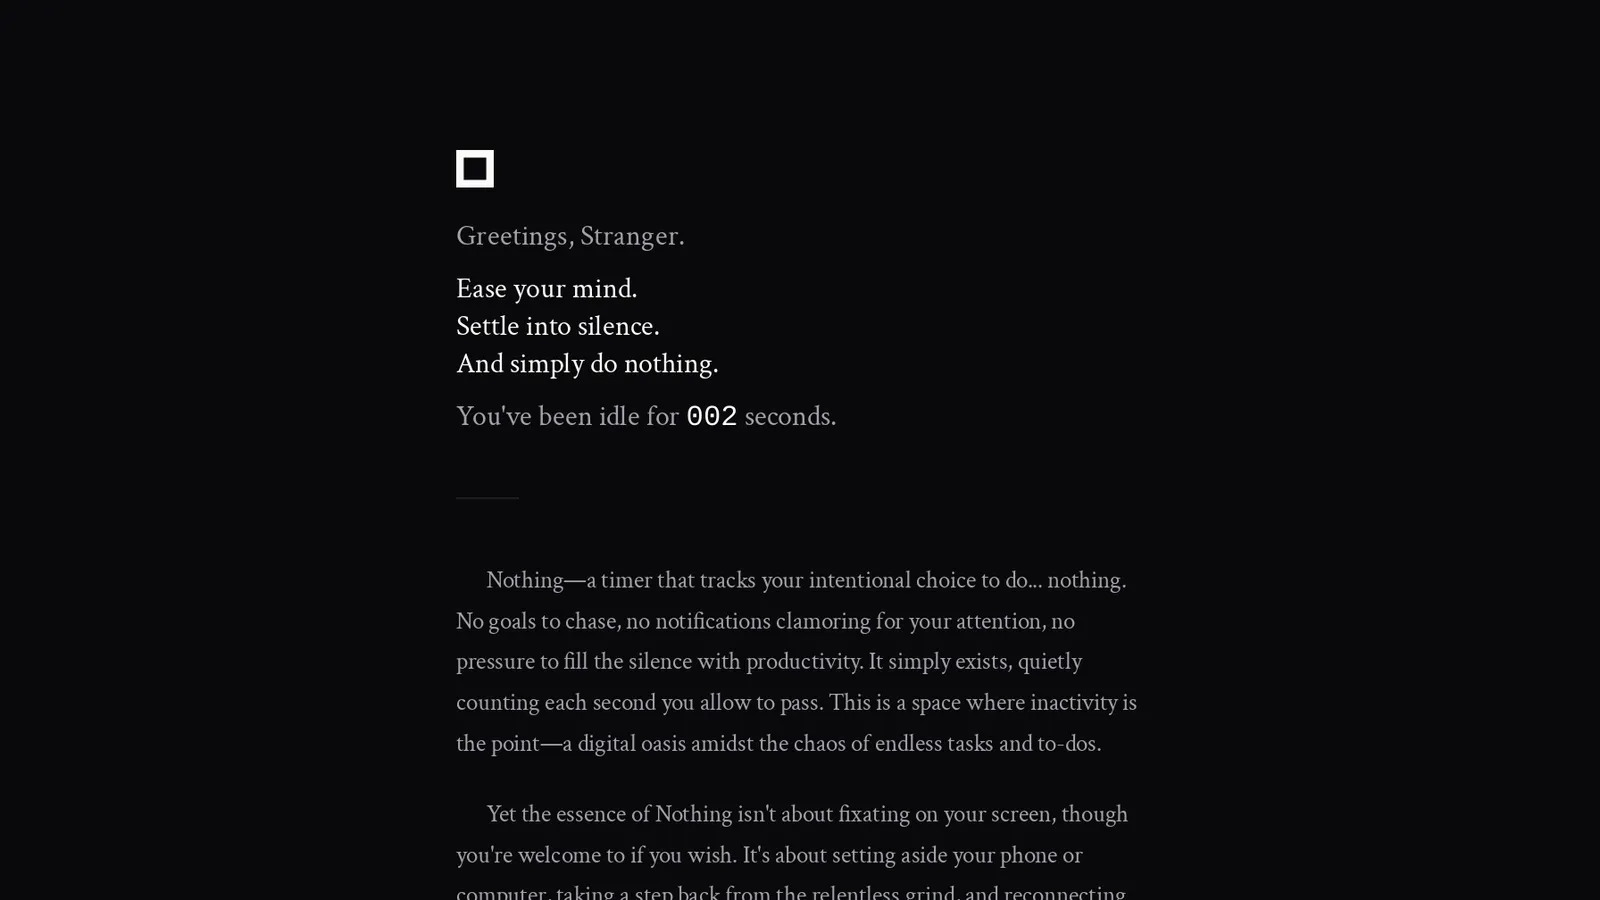 Greetings, Stranger.
Ease your mind.
Settle into silence.
And simply do nothing.
You've been idle for 002 seconds.
Nothing—a timer that tracks your intentional choice to do... nothing.
No goals to chase, no notifications clamoring for your attention, no
pressure to fill the silence with productivity. It simply exists, quietly
counting each second you allow to pass. This is a space where inactivity is
the point—a digital oasis amidst the chaos of endless tasks and to-dos.
Yet the essence of Nothing isn't about fixating on your screen, though
you're welcome to if you wish. It's about setting aside your phone or
computer, taking a step back from the relentless grind, and reconnecting